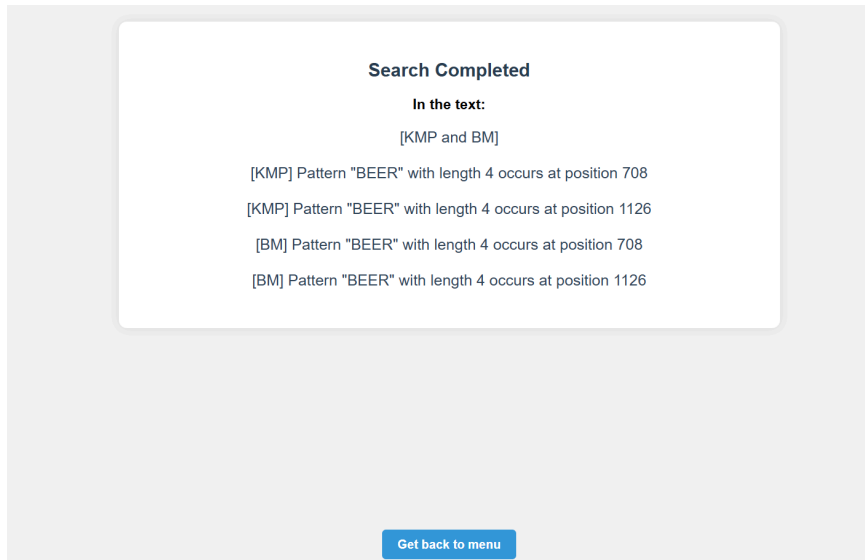 Search Completed
In the text:
[KMP and BM]
[KMP] Pattern "BEER" with length 4 occurs at position 708
[KMP] Pattern "BEER" with length 4 occurs at position 1126
[BM] Pattern "BEER" with length 4 occurs at position 708
[BM] Pattern "BEER" with length 4 occurs at position 1126
Get back to menu